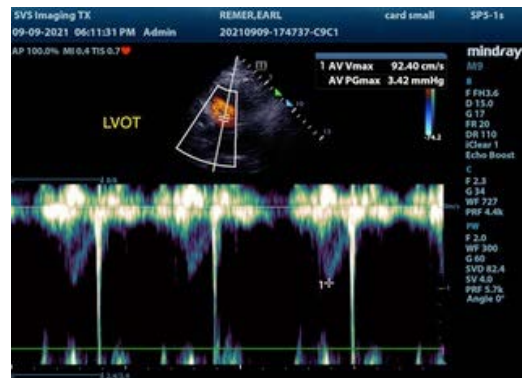 SVS Imaging TX REMER,EARL card small SP5-1s
09-09-2021 06:11:31 PM Admin 20210909-174737-C9C1
AP 100.0% MI 0.4 TIS 0.7
mindray
M9
1 AV Vmax 92.40 cm/s
AV PGmax 3.42 mmHg
LVOT
-74.2
B
F FH3.6
D 15.0
G 17
FR 20
DR 110
iClear 1
Echo Boost
C
F 2.3
G 34
WF 727
PRF 4.4k
PW
F 2.0
WF 300
G 60
SVD 82.4
SV 4.0
PRF 5.7k
Angle 0°
1